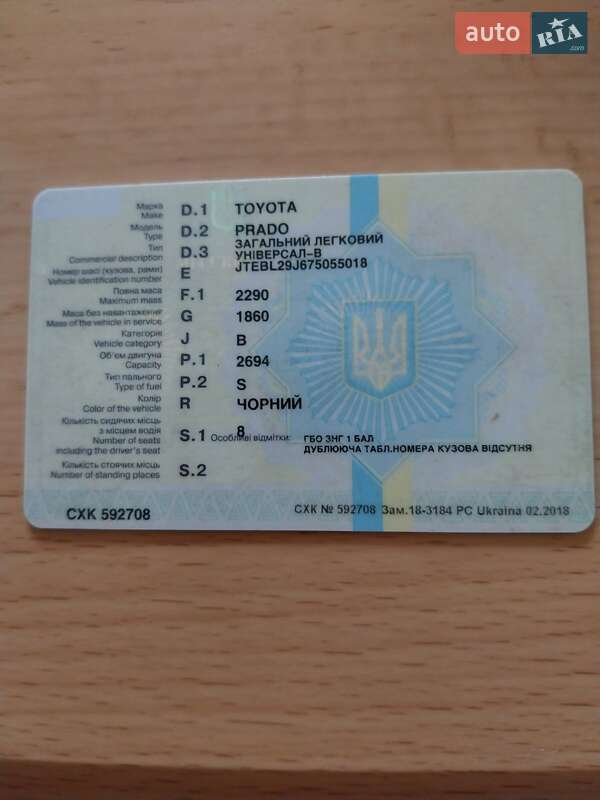 auto RIA .com
Марка D.1 TOYOTA
Make
Модель D.2 PRADO
Type
Тип D.3 ЗАГАЛЬНИЙ ЛЕГКОВИЙ
Commercial description УНІВЕРСАЛ-В
Номер шасі (кузова, рами) E JTEBL29J675055018
Vehicle identification number
Повна маса F.1 2290
Maximum mass
Маса без навантаження G 1860
Mass of the vehicle in service
Категорія J B
Vehicle category
Об'єм двигуна P.1 2694
Capacity
Тип пального P.2 S
Type of fuel
Колір R ЧОРНИЙ
Color of the vehicle
Кількість сидячих місць
з місцем водія S.1 8
Number of seats Особливі відмітки: ГБО ЗНГ 1 БАЛ
including the driver's seat ДУБЛЮЮЧА ТАБЛ.НОМЕРА КУЗОВА ВІДСУТНЯ
Кількість стоячих місць S.2
Number of standing places
СХК 592708
СХК № 592708 Зам.18-3184 РС Ukraina 02.2018